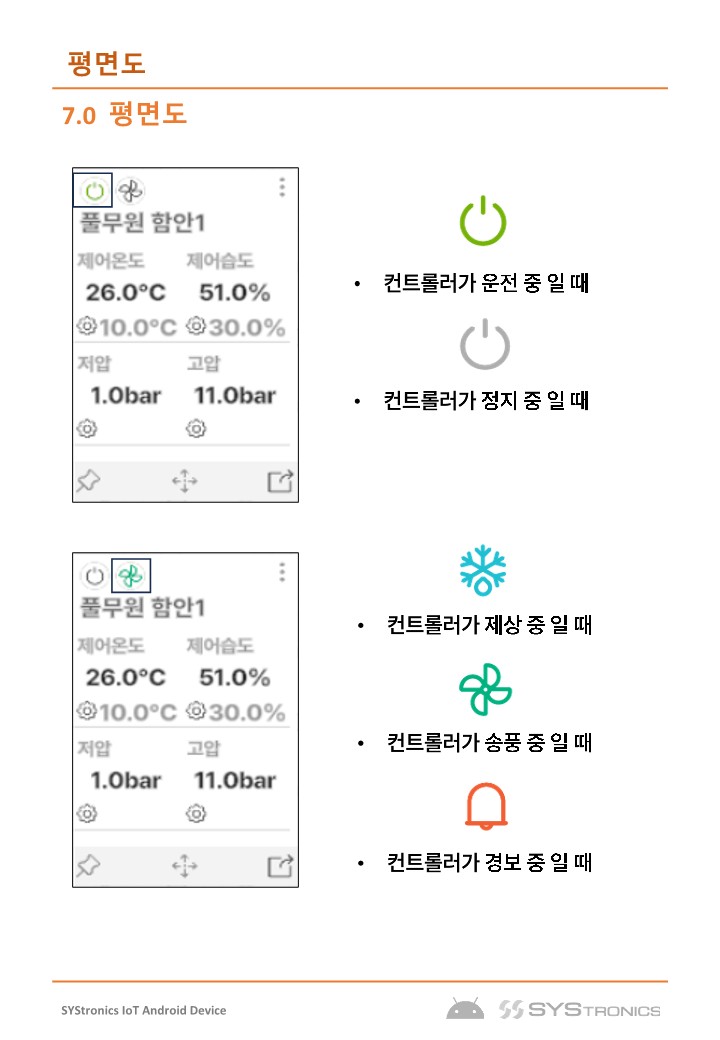 평면도
7.0 평면도
풀무원 함안1
제어온도 제어습도
26.0°C 51.0%
10.0°C 30.0%
저압 고압
1.0bar 11.0bar
• 컨트롤러가 운전 중 일 때
• 컨트롤러가 정지 중 일 때
풀무원 함안1
제어온도 제어습도
26.0°C 51.0%
10.0°C 30.0%
저압 고압
1.0bar 11.0bar
• 컨트롤러가 제상 중 일 때
• 컨트롤러가 송풍 중 일 때
• 컨트롤러가 경보 중 일 때
SYStronics IoT Android Device
SYSTRONICS